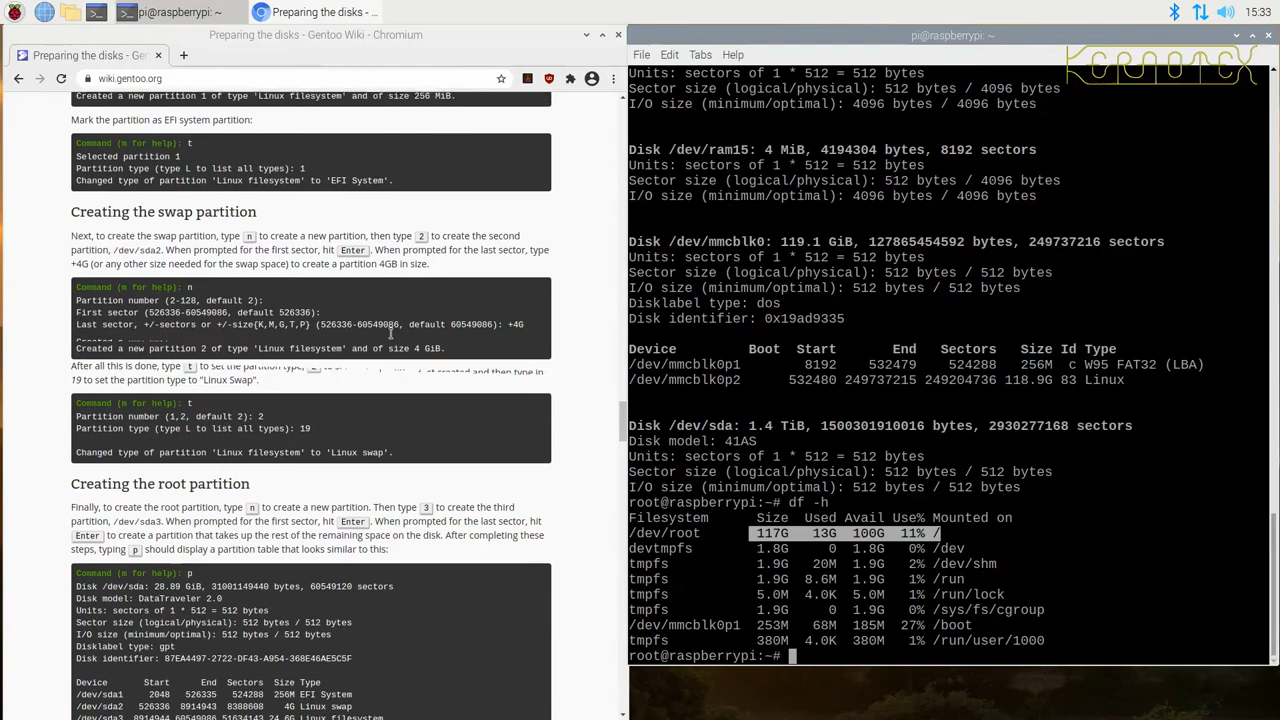 pi@raspberrypi: ~
Preparing the disks - ...
15:33
Preparing the disks - Gentoo Wiki - Chromium
Preparing the disks - Gen
wiki.gentoo.org
Created a new partition 1 of type 'Linux filesystem' and of size 256 MiB.
Mark the partition as EFI system partition:
Command (m for help): t
Selected partition 1
Partition type (type L to list all types): 1
Changed type of partition 'Linux filesystem' to 'EFI System'.
Creating the swap partition
Next, to create the swap partition, type n to create a new partition, then type 2 to create the second
partition, /dev/sda2. When prompted for the first sector, hit Enter. When prompted for the last sector, type
+4G (or any other size needed for the swap space) to create a partition 4GB in size.
Command (m for help): n
Partition number (2-128, default 2):
First sector (526336-60549086, default 526336):
Last sector, +/-sectors or +/-size{K,M,G,T,P} (526336-60549086, default 60549086): +4G
Created a new partition 2 of type 'Linux filesystem' and of size 4 GiB.
After all this is done, type t to set the partition type,
created and then type in
19 to set the partition type to "Linux Swap".
Command (m for help): t
Partition number (1,2, default 2): 2
Partition type (type L to list all types): 19
Changed type of partition 'Linux filesystem' to 'Linux swap'.
Creating the root partition
Finally, to create the root partition, type n to create a new partition. Then type 3 to create the third
partition, /dev/sda3. When prompted for the first sector, hit Enter. When prompted for the last sector, hit
Enter to create a partition that takes up the rest of the remaining space on the disk. After completing these
steps, typing p should display a partition table that looks similar to this:
Command (m for help): p
Disk /dev/sda: 28.89 GiB, 31001149440 bytes, 60549120 sectors
Disk model: DataTraveler 2.0
Units: sectors of 1 * 512 = 512 bytes
Sector size (logical/physical): 512 bytes / 512 bytes
I/O size (minimum/optimal): 512 bytes / 512 bytes
Disklabel type: gpt
Disk identifier: 87EA4497-2722-DF43-A954-368E46AE5C5F
Device Start End Sectors Size Type
/dev/sda1 2048 526335 524288 256M EFI System
/dev/sda2 526336 8914943 8388608 4G Linux swap
/dev/sda3 8914944 60549086 51634143 24.6G Linux filesystem
pi@raspberrypi: ~
File Edit Tabs Help
Units: sectors of 1 * 512 = 512 bytes
Sector size (logical/physical): 512 bytes / 4096 bytes
I/O size (minimum/optimal): 4096 bytes / 4096 bytes
Disk /dev/ram15: 4 MiB, 4194304 bytes, 8192 sectors
Units: sectors of 1 * 512 = 512 bytes
Sector size (logical/physical): 512 bytes / 4096 bytes
I/O size (minimum/optimal): 4096 bytes / 4096 bytes
Disk /dev/mmcblk0: 119.1 GiB, 127865454592 bytes, 249737216 sectors
Units: sectors of 1 * 512 = 512 bytes
Sector size (logical/physical): 512 bytes / 512 bytes
I/O size (minimum/optimal): 512 bytes / 512 bytes
Disklabel type: dos
Disk identifier: 0x19ad9335
Device Boot Start End Sectors Size Id Type
/dev/mmcblk0p1 8192 532479 524288 256M c W95 FAT32 (LBA)
/dev/mmcblk0p2 532480 249737215 249204736 118.9G 83 Linux
Disk /dev/sda: 1.4 TiB, 1500301910016 bytes, 2930277168 sectors
Disk model: 41AS
Units: sectors of 1 * 512 = 512 bytes
Sector size (logical/physical): 512 bytes / 512 bytes
I/O size (minimum/optimal): 512 bytes / 512 bytes
root@raspberrypi:~# df -h
Filesystem Size Used Avail Use% Mounted on
/dev/root 117G 13G 100G 11% /
devtmpfs 1.8G 0 1.8G 0% /dev
tmpfs 1.9G 20M 1.9G 2% /dev/shm
tmpfs 1.9G 8.6M 1.9G 1% /run
tmpfs 5.0M 4.0K 5.0M 1% /run/lock
tmpfs 1.9G 0 1.9G 0% /sys/fs/cgroup
/dev/mmcblk0p1 253M 68M 185M 27% /boot
tmpfs 380M 4.0K 380M 1% /run/user/1000
root@raspberrypi:~#